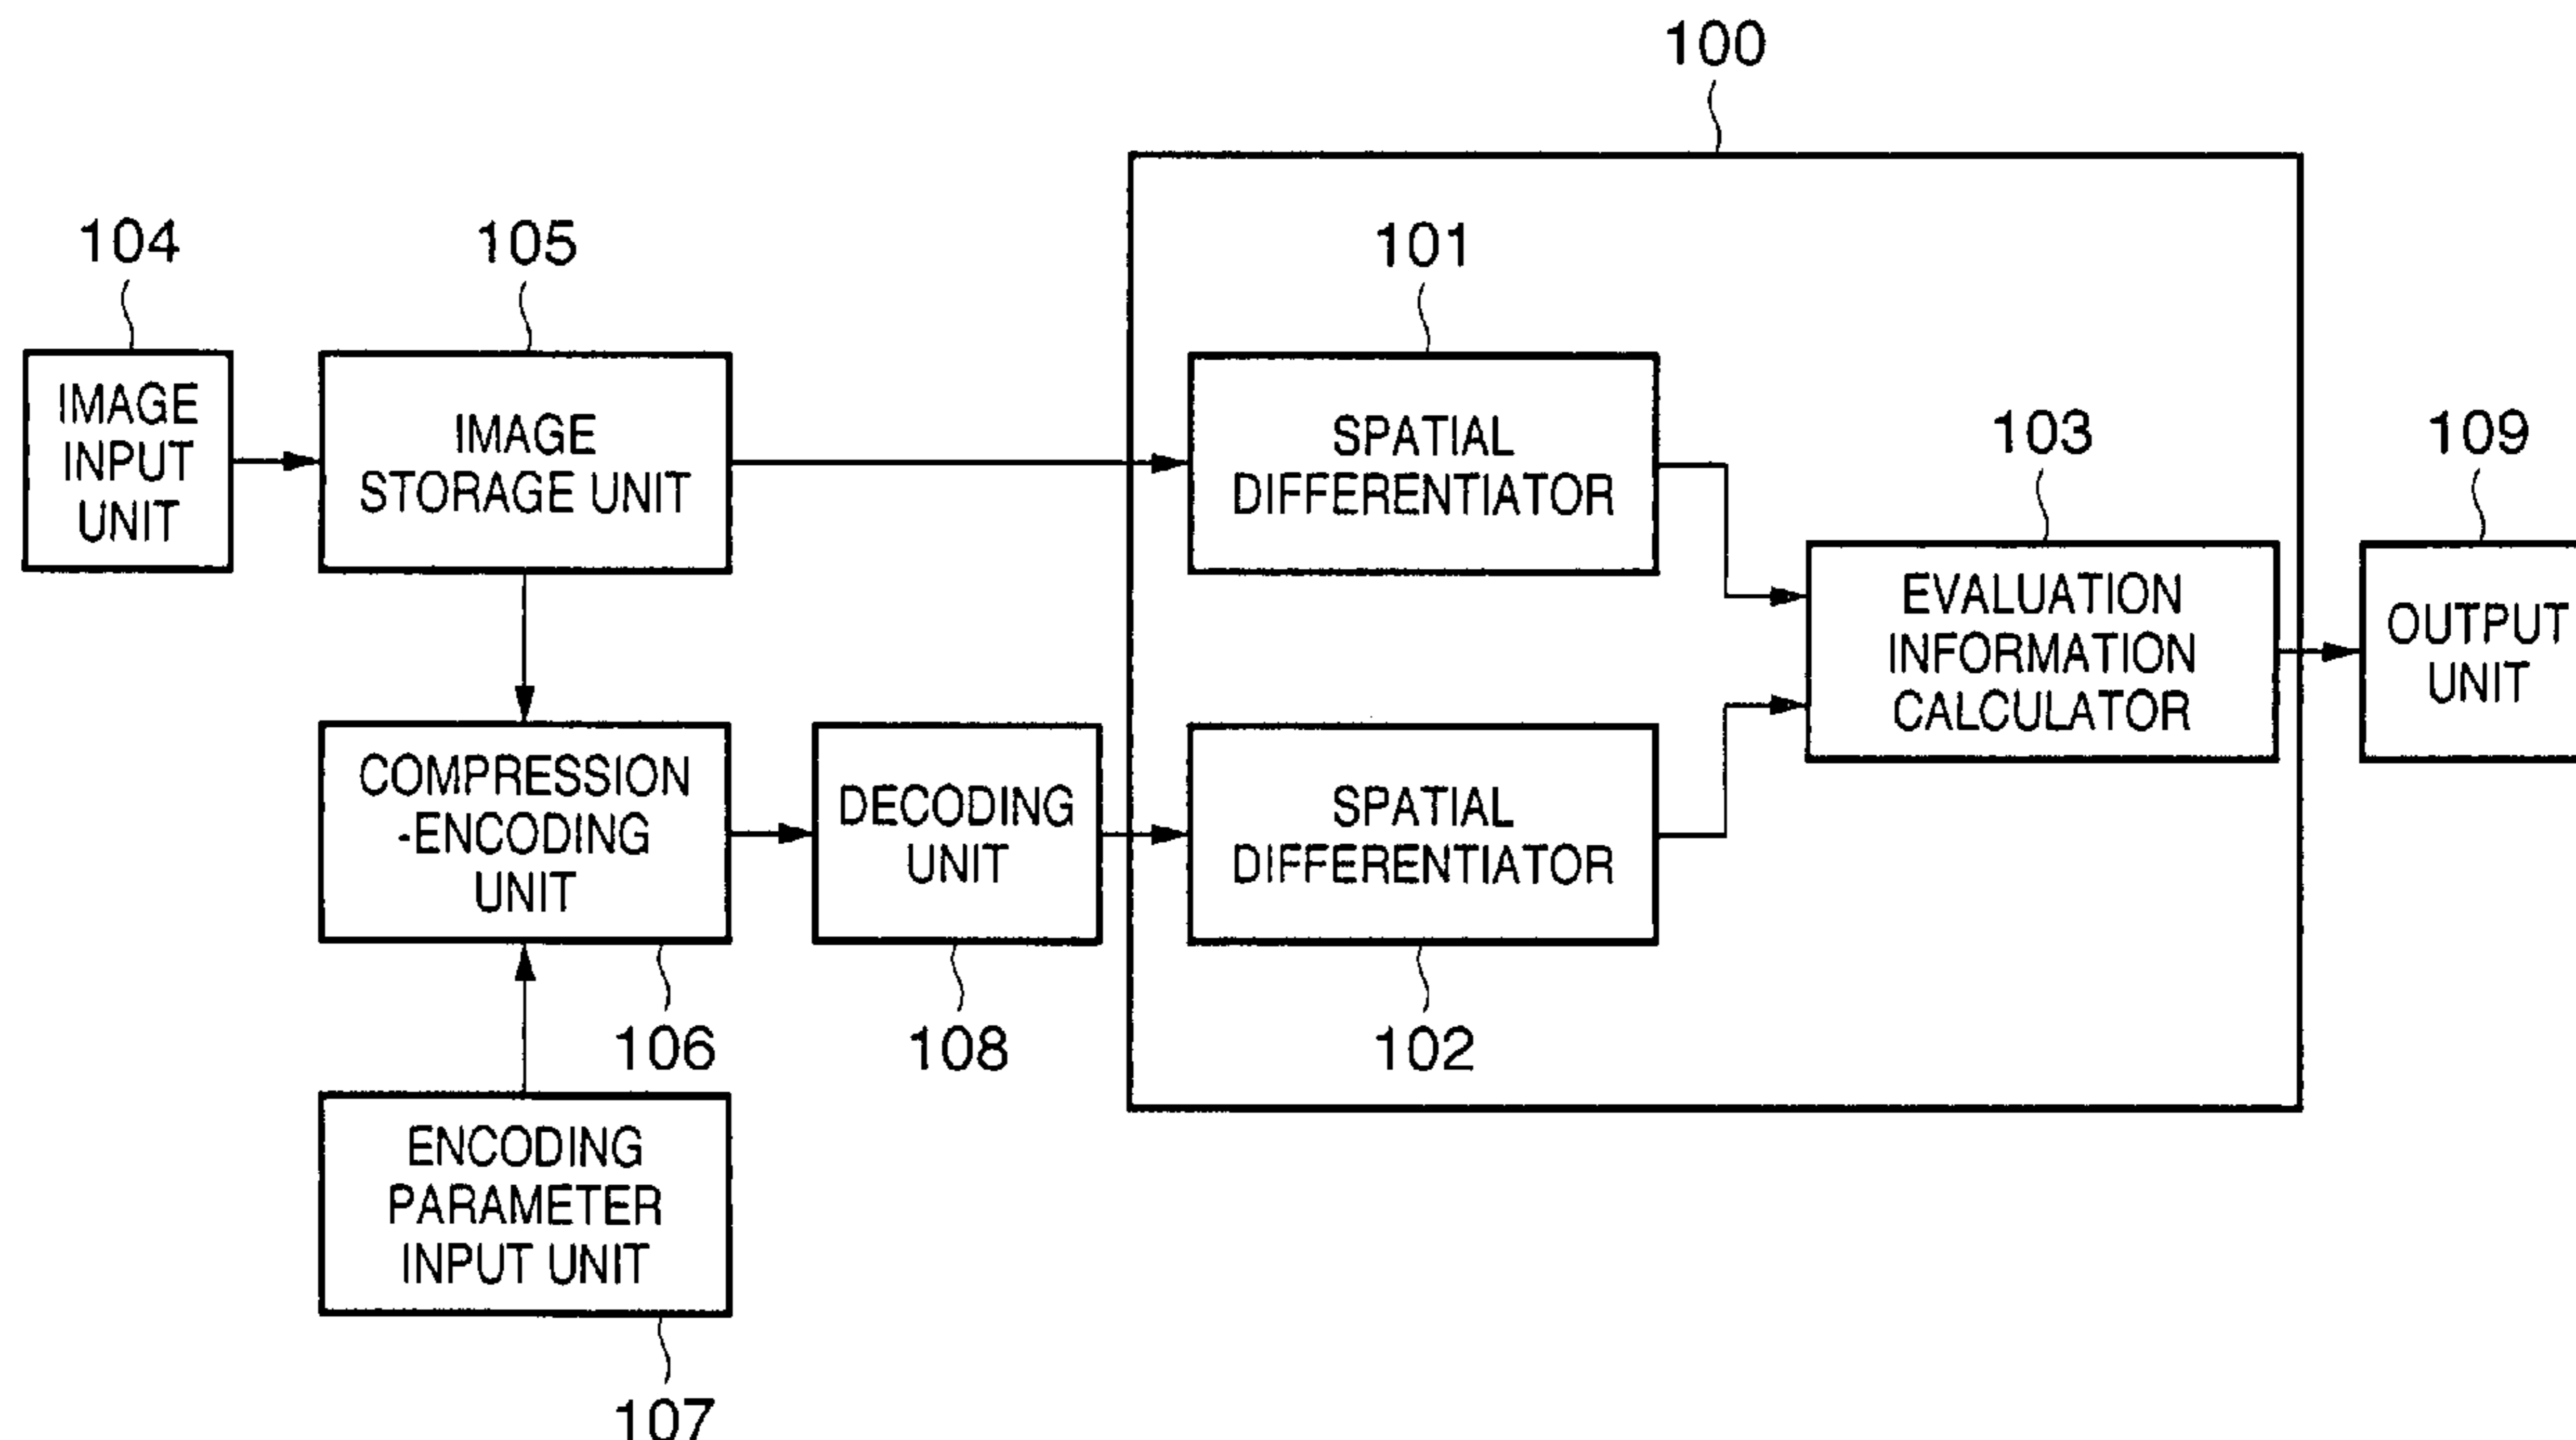 100
104
105
101
IMAGE
INPUT
UNIT
IMAGE
STORAGE UNIT
SPATIAL
DIFFERENTIATOR
103
109
EVALUATION
INFORMATION
CALCULATOR
OUTPUT
UNIT
COMPRESSION
-ENCODING
UNIT
DECODING
UNIT
SPATIAL
DIFFERENTIATOR
106
108
102
ENCODING
PARAMETER
INPUT UNIT
107